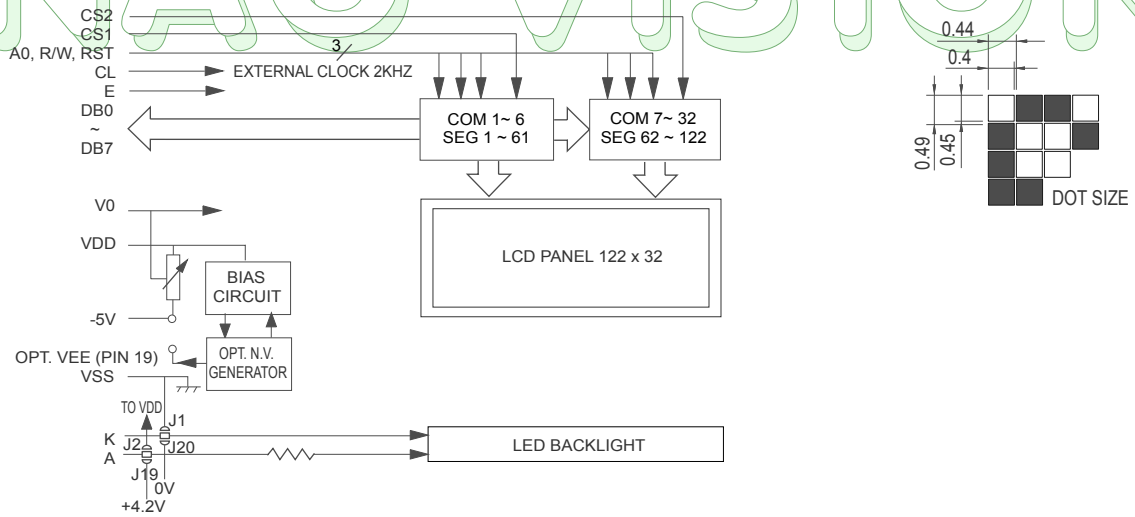 NAO VISION
CS2
CS1
A0, R/W, RST
3
CL
EXTERNAL CLOCK 2KHZ
E
DB0
~
DB7
COM 1~ 6
SEG 1 ~ 61
COM 7~ 32
SEG 62 ~ 122
0.44
0.4
0.49
0.45
DOT SIZE
V0
VDD
-5V
BIAS
CIRCUIT
LCD PANEL 122 x 32
OPT. VEE (PIN 19)
OPT. N.V.
GENERATOR
VSS
TO VDD
J1
K
J2
J20
A
J19
0V
+4.2V
LED BACKLIGHT